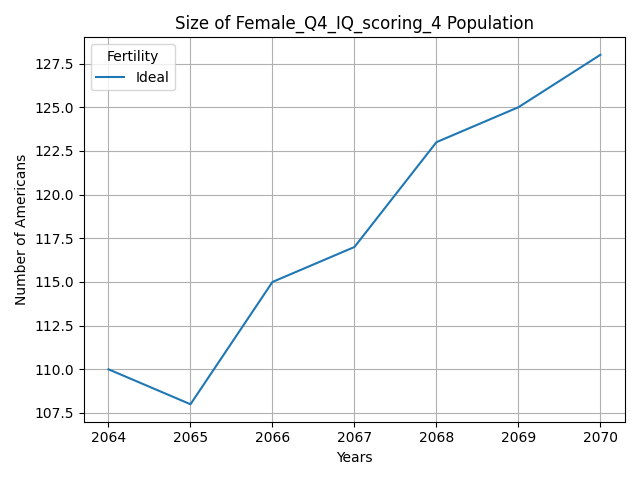 Size of Female_Q4_IQ_scoring_4 Population
Fertility
Ideal
Number of Americans
127.5
125.0
122.5
120.0
117.5
115.0
112.5
110.0
107.5
2064 2065 2066 2067 2068 2069 2070
Years